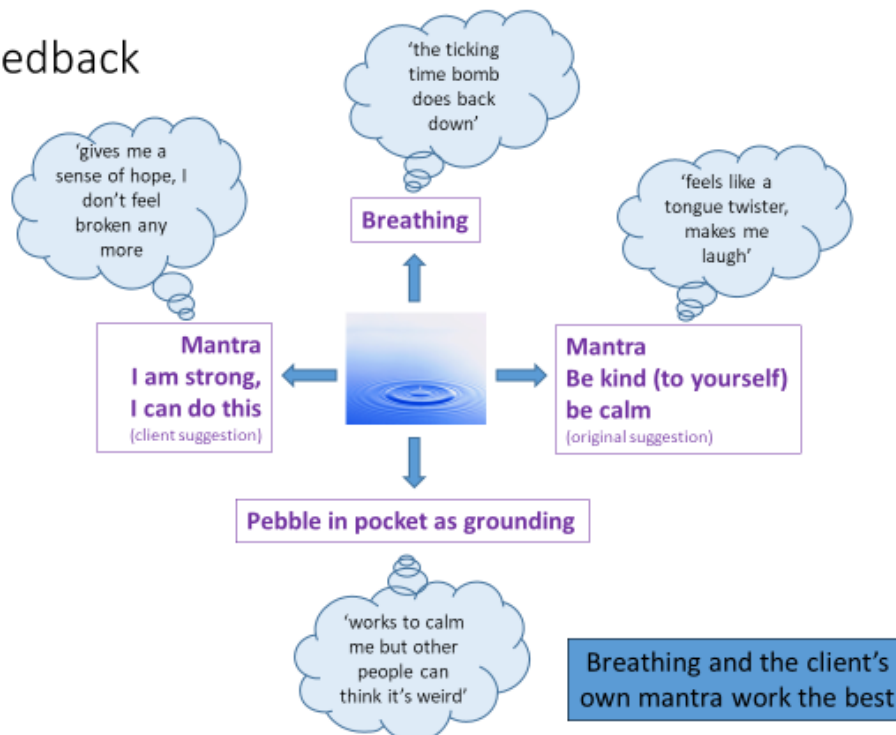 edback
'the ticking
time bomb
does back
down'
'gives me a
sense of hope, I
don't feel
broken any
more
'feels like a
tongue twister,
makes me
laugh'
Breathing
Mantra
I am strong,
I can do this
(client suggestion)
Mantra
Be kind (to yourself)
be calm
(original suggestion)
Pebble in pocket as grounding
'works to calm
me but other
people can
think it's weird'
Breathing and the client's
own mantra work the best